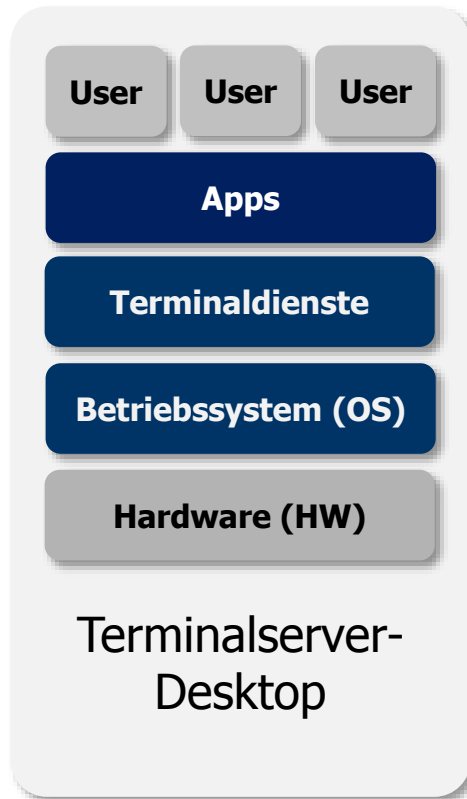 User User User
Apps
Terminaldienste
Betriebssystem (OS)
Hardware (HW)
Terminalserver-
Desktop